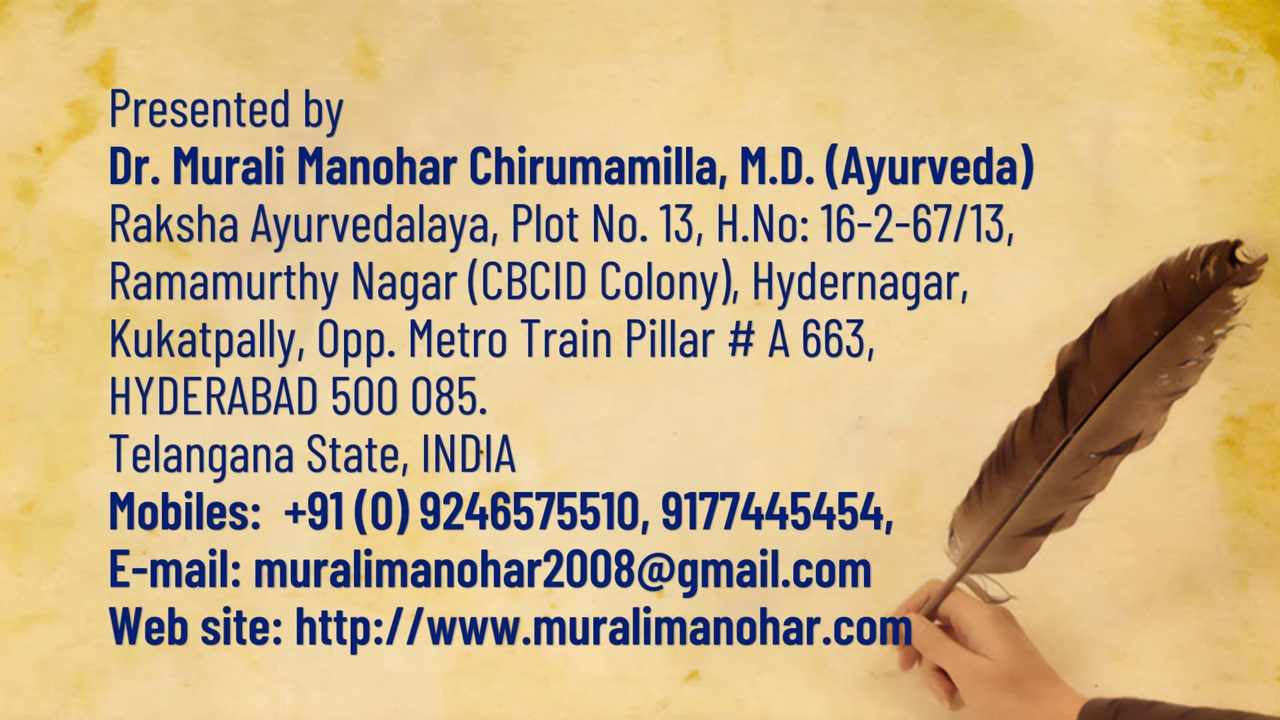 Presented by
Dr. Murali Manohar Chirumamilla, M.D. (Ayurveda)
Raksha Ayurvedalaya, Plot No. 13, H.No: 16-2-67/13,
Ramamurthy Nagar (CBCID Colony), Hydernagar,
Kukatpally, Opp. Metro Train Pillar # A 663,
HYDERABAD 500 085.
Telangana State, INDIA
Mobiles:  +91 (0) 9246575510, 9177445454,
E-mail: muralimanohar2008@gmail.com
Web site: http://www.muralimanohar.com